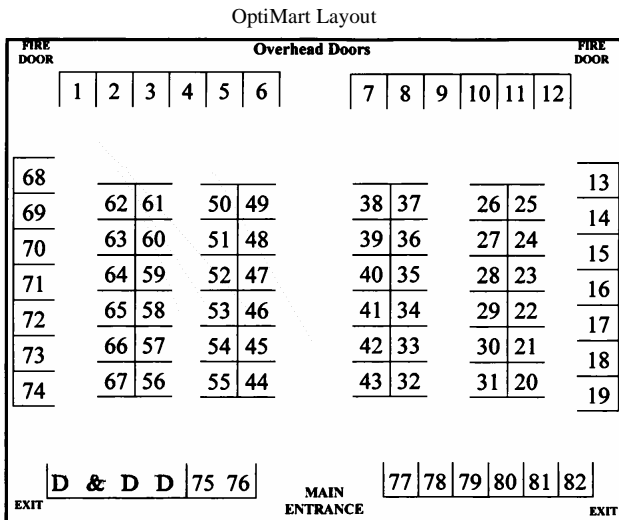 OptiMart Layout
FIRE DOOR Overhead Doors FIRE DOOR
1 2 3 4 5 6 7 8 9 10 11 12
68 13
62 61 50 49 38 37 26 25
69 14
63 60 51 48 39 36 27 24
70 15
64 59 52 47 40 35 28 23
71 16
65 58 53 46 41 34 29 22
72 17
66 57 54 45 42 33 30 21
73 18
67 56 55 44 43 32 31 20
74 19
D & D D 75 76 77 78 79 80 81 82
EXIT MAIN ENTRANCE EXIT